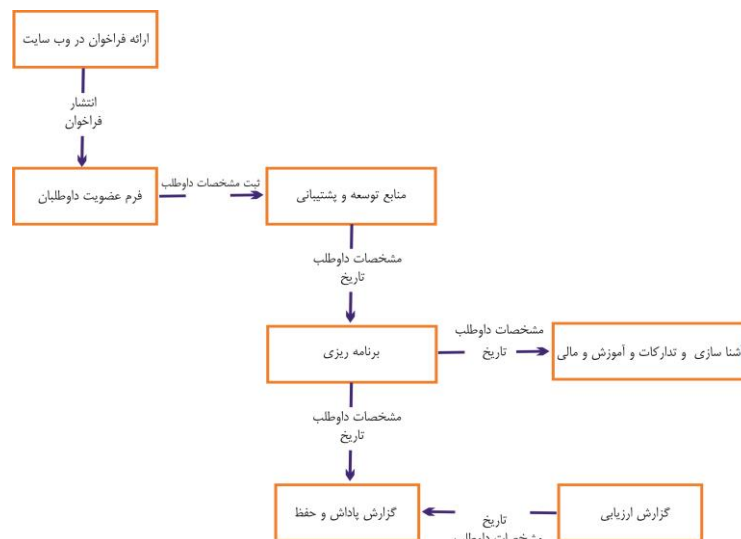 ارائه فراخوان در وب سایت
انتشار
فراخوان
فرم عضویت داوطلبان
ثبت مشخصات داوطلب
منابع توسعه و پشتیبانی
مشخصات داوطلب
تاریخ
برنامه ریزی
مشخصات داوطلب
تاریخ
شنا سازی و تدارکات و آموزش و مالی
مشخصات داوطلب
تاریخ
گزارش پاداش و حفظ
تاریخ
مشخصات داوطلب
گزارش ارزیابی